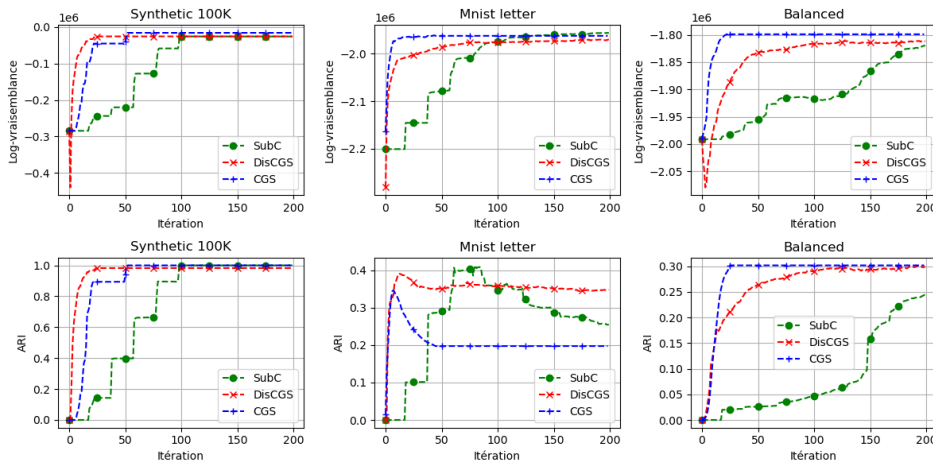 Synthetic 100K
1e6
Log-vraisemblance
0.0
−0.1
−0.2
−0.3
−0.4
SubC
DisCGS
CGS
0 50 100 150 200
Itération
Mnist letter
1e6
Log-vraisemblance
−2.0
−2.1
−2.2
SubC
DisCGS
CGS
0 50 100 150 200
Itération
Balanced
1e6
Log-vraisemblance
−1.80
−1.85
−1.90
−1.95
−2.00
−2.05
SubC
DisCGS
CGS
0 50 100 150 200
Itération
Synthetic 100K
ARI
1.0
0.8
0.6
0.4
0.2
0.0
SubC
DisCGS
CGS
0 50 100 150 200
Itération
Mnist letter
ARI
0.4
0.3
0.2
0.1
0.0
SubC
DisCGS
CGS
0 50 100 150 200
Itération
Balanced
ARI
0.30
0.25
0.20
0.15
0.10
0.05
0.00
SubC
DisCGS
CGS
0 50 100 150 200
Itération